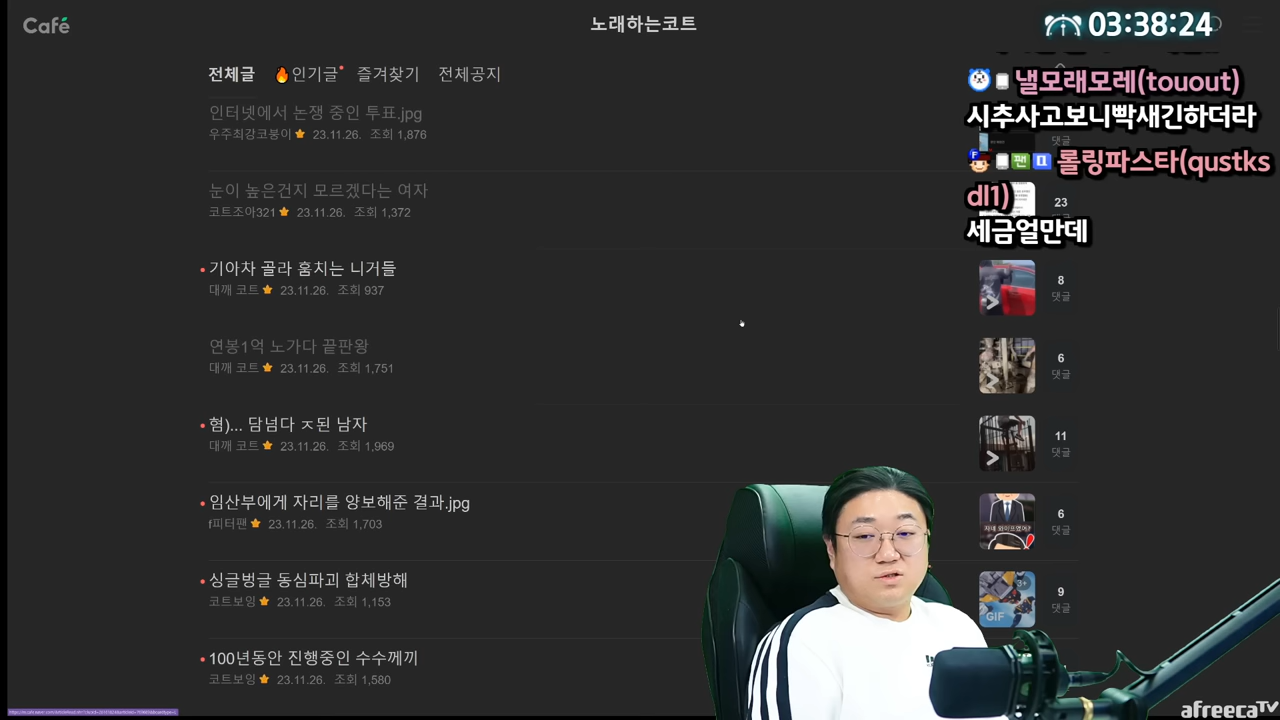 Café
노래하는코트
03:38:24
전체글 🔥인기글 즐겨찾기 전체공지
인터넷에서 논쟁 중인 투표.jpg
우주최강코붕이 23.11.26. 조회 1,876
댓글
눈이 높은건지 모르겠다는 여자
코트조아321 23.11.26. 조회 1,372
23
기아차 골라 훔치는 니거들
대깨 코트 23.11.26. 조회 937
8
댓글
연봉1억 노가다 끝판왕
대깨 코트 23.11.26. 조회 1,751
6
댓글
혐)... 담넘다 ㅈ된 남자
대깨 코트 23.11.26. 조회 1,969
11
댓글
임산부에게 자리를 양보해준 결과.jpg
f피터팬 23.11.26. 조회 1,703
6
댓글
싱글벙글 동심파괴 합체방해
코트보잉 23.11.26. 조회 1,153
3+
GIF
9
댓글
100년동안 진행중인 수수께끼
코트보잉 23.11.26. 조회 1,580
낼모래모레(touout)
시추사고보니빡새긴하더라
팬 롤링파스타(qustks
dl1)
세금얼만데
afreecaTV